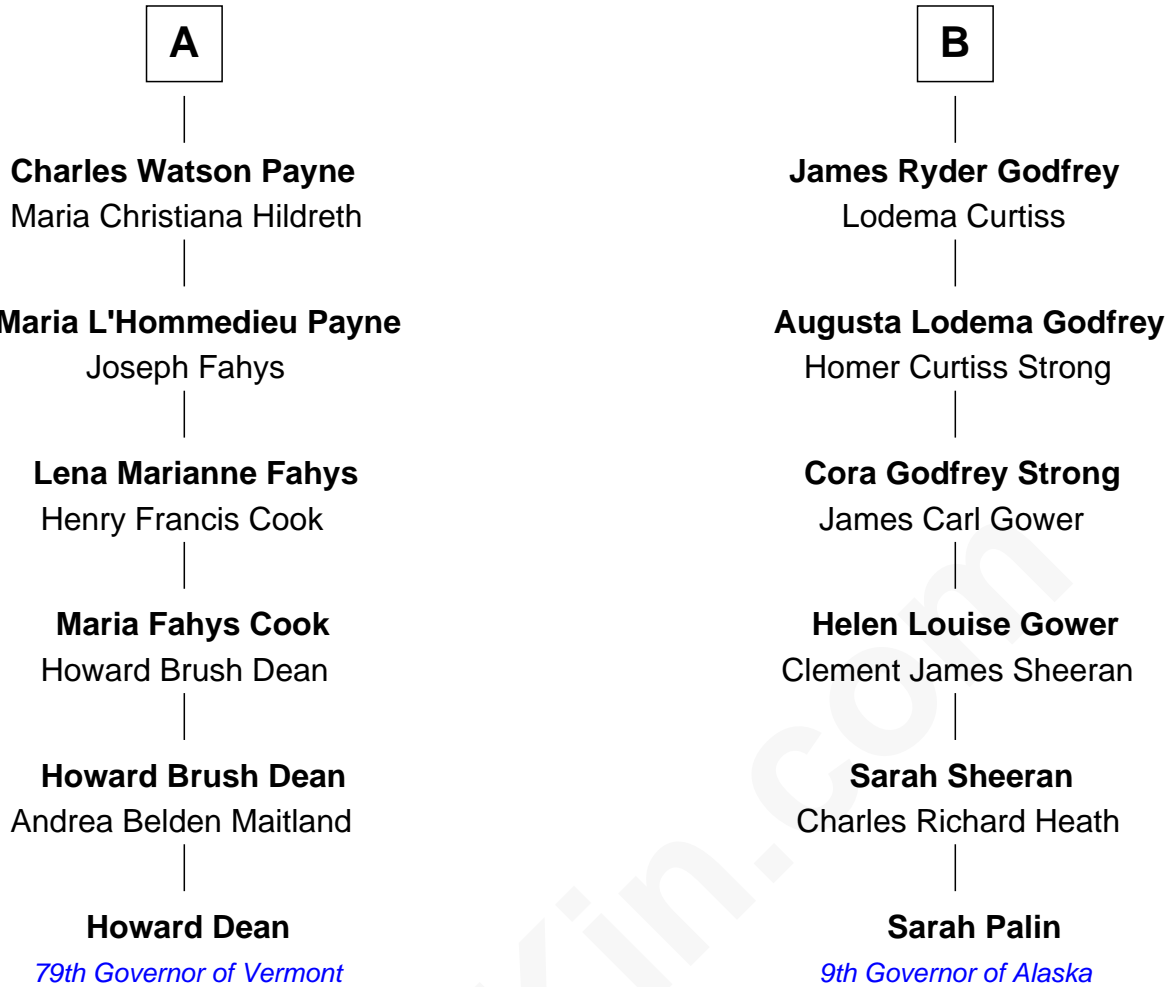 A
Charles Watson Payne
Maria Christiana Hildreth
Maria L'Hommedieu Payne
Joseph Fahys
Lena Marianne Fahys
Henry Francis Cook
Maria Fahys Cook
Howard Brush Dean
Howard Brush Dean
Andrea Belden Maitland
Howard Dean
79th Governor of Vermont
B
James Ryder Godfrey
Lodema Curtiss
Augusta Lodema Godfrey
Homer Curtiss Strong
Cora Godfrey Strong
James Carl Gower
Helen Louise Gower
Clement James Sheeran
Sarah Sheeran
Charles Richard Heath
Sarah Palin
9th Governor of Alaska